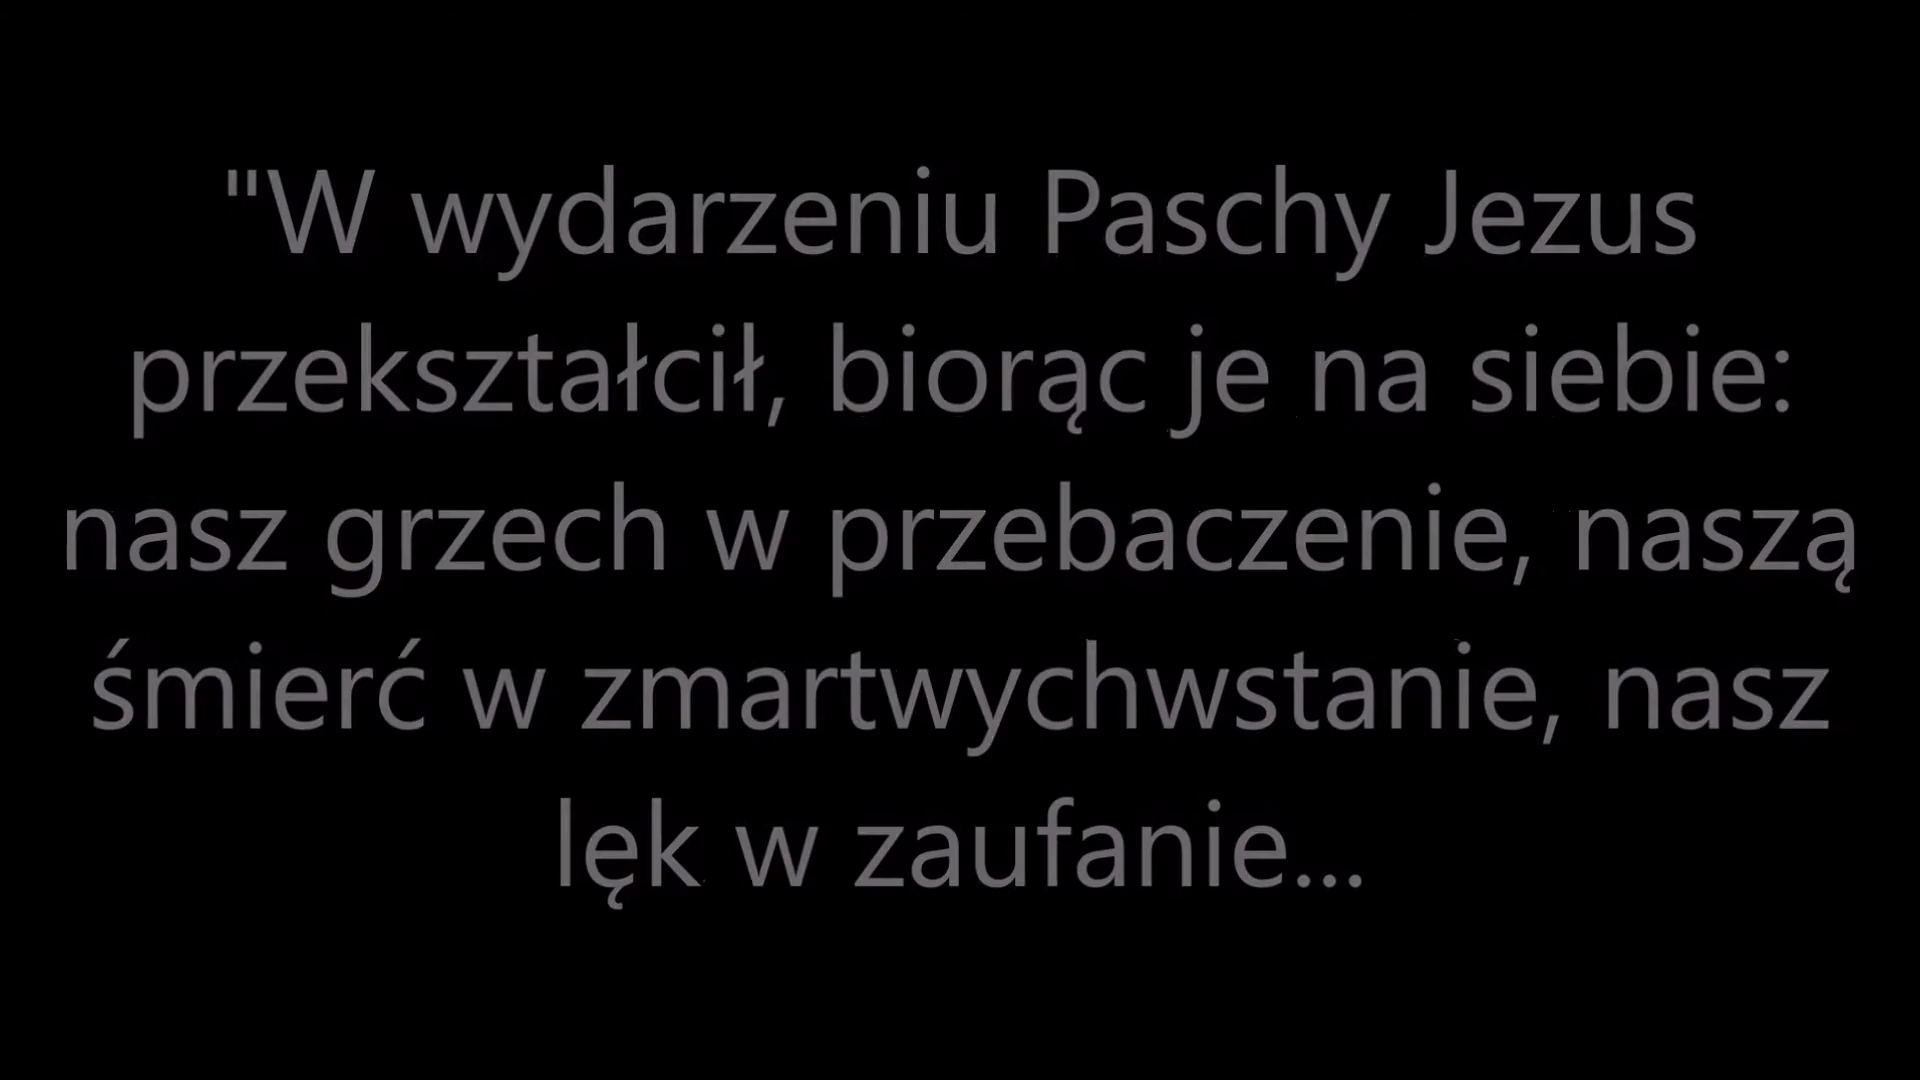 "W wydarzeniu Paschy Jezus
przekształcił, biorąc je na siebie:
nasz grzech w przebaczenie, naszą
śmierć w zmartwychwstanie, nasz
lęk w zaufanie...